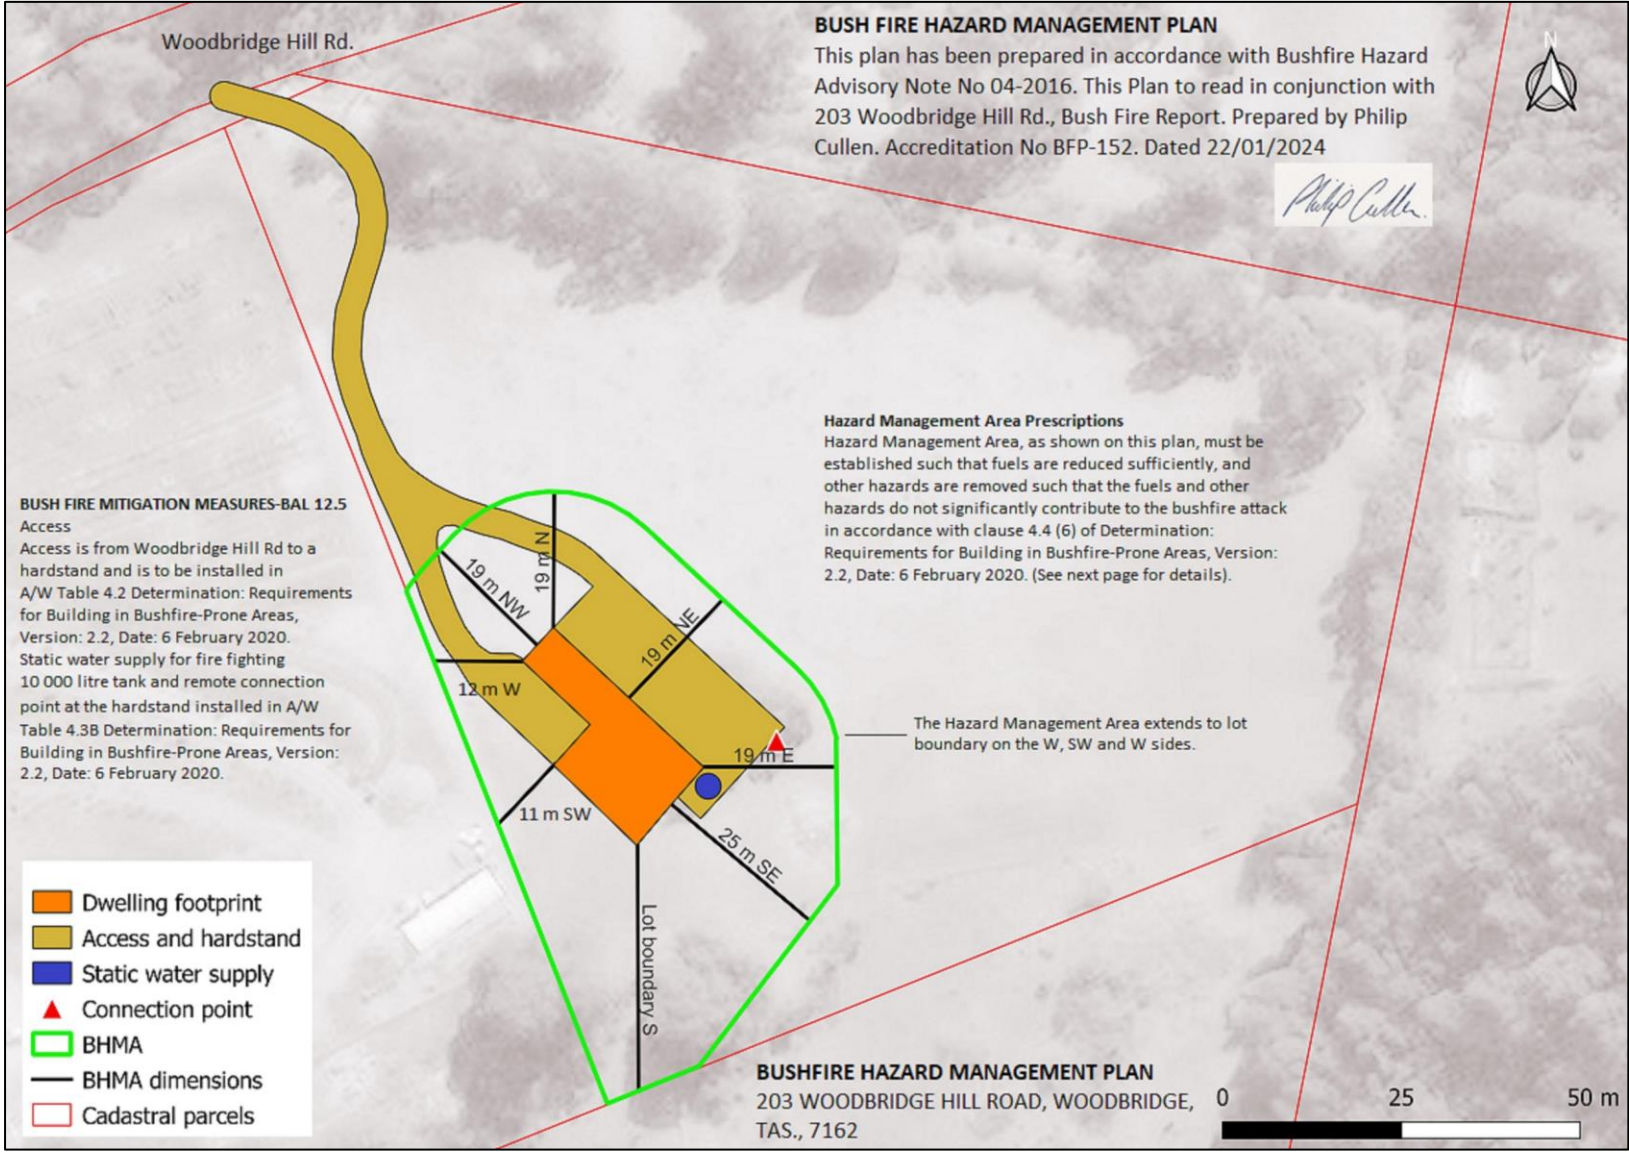 Woodbridge Hill Rd.
BUSH FIRE HAZARD MANAGEMENT PLAN
This plan has been prepared in accordance with Bushfire Hazard
Advisory Note No 04-2016. This Plan to read in conjunction with
203 Woodbridge Hill Rd., Bush Fire Report. Prepared by Philip
Cullen. Accreditation No BFP-152. Dated 22/01/2024
Philip Cullen.
N
Hazard Management Area Prescriptions
Hazard Management Area, as shown on this plan, must be
established such that fuels are reduced sufficiently, and
other hazards are removed such that the fuels and other
hazards do not significantly contribute to the bushfire attack
in accordance with clause 4.4 (6) of Determination:
Requirements for Building in Bushfire-Prone Areas, Version:
2.2, Date: 6 February 2020. (See next page for details).
BUSH FIRE MITIGATION MEASURES-BAL 12.5
Access
Access is from Woodbridge Hill Rd to a
hardstand and is to be installed in
A/W Table 4.2 Determination: Requirements
for Building in Bushfire-Prone Areas,
Version: 2.2, Date: 6 February 2020.
Static water supply for fire fighting
10 000 litre tank and remote connection
point at the hardstand installed in A/W
Table 4.3B Determination: Requirements for
Building in Bushfire-Prone Areas, Version:
2.2, Date: 6 February 2020.
19 m NW
19 m N
19 m NE
12 m W
19 m E
11 m SW
25 m SE
Lot boundary S
The Hazard Management Area extends to lot
boundary on the W, SW and W sides.
Dwelling footprint
Access and hardstand
Static water supply
Connection point
BHMA
BHMA dimensions
Cadastral parcels
BUSHFIRE HAZARD MANAGEMENT PLAN
203 WOODBRIDGE HILL ROAD, WOODBRIDGE,
TAS., 7162
0 25 50 m